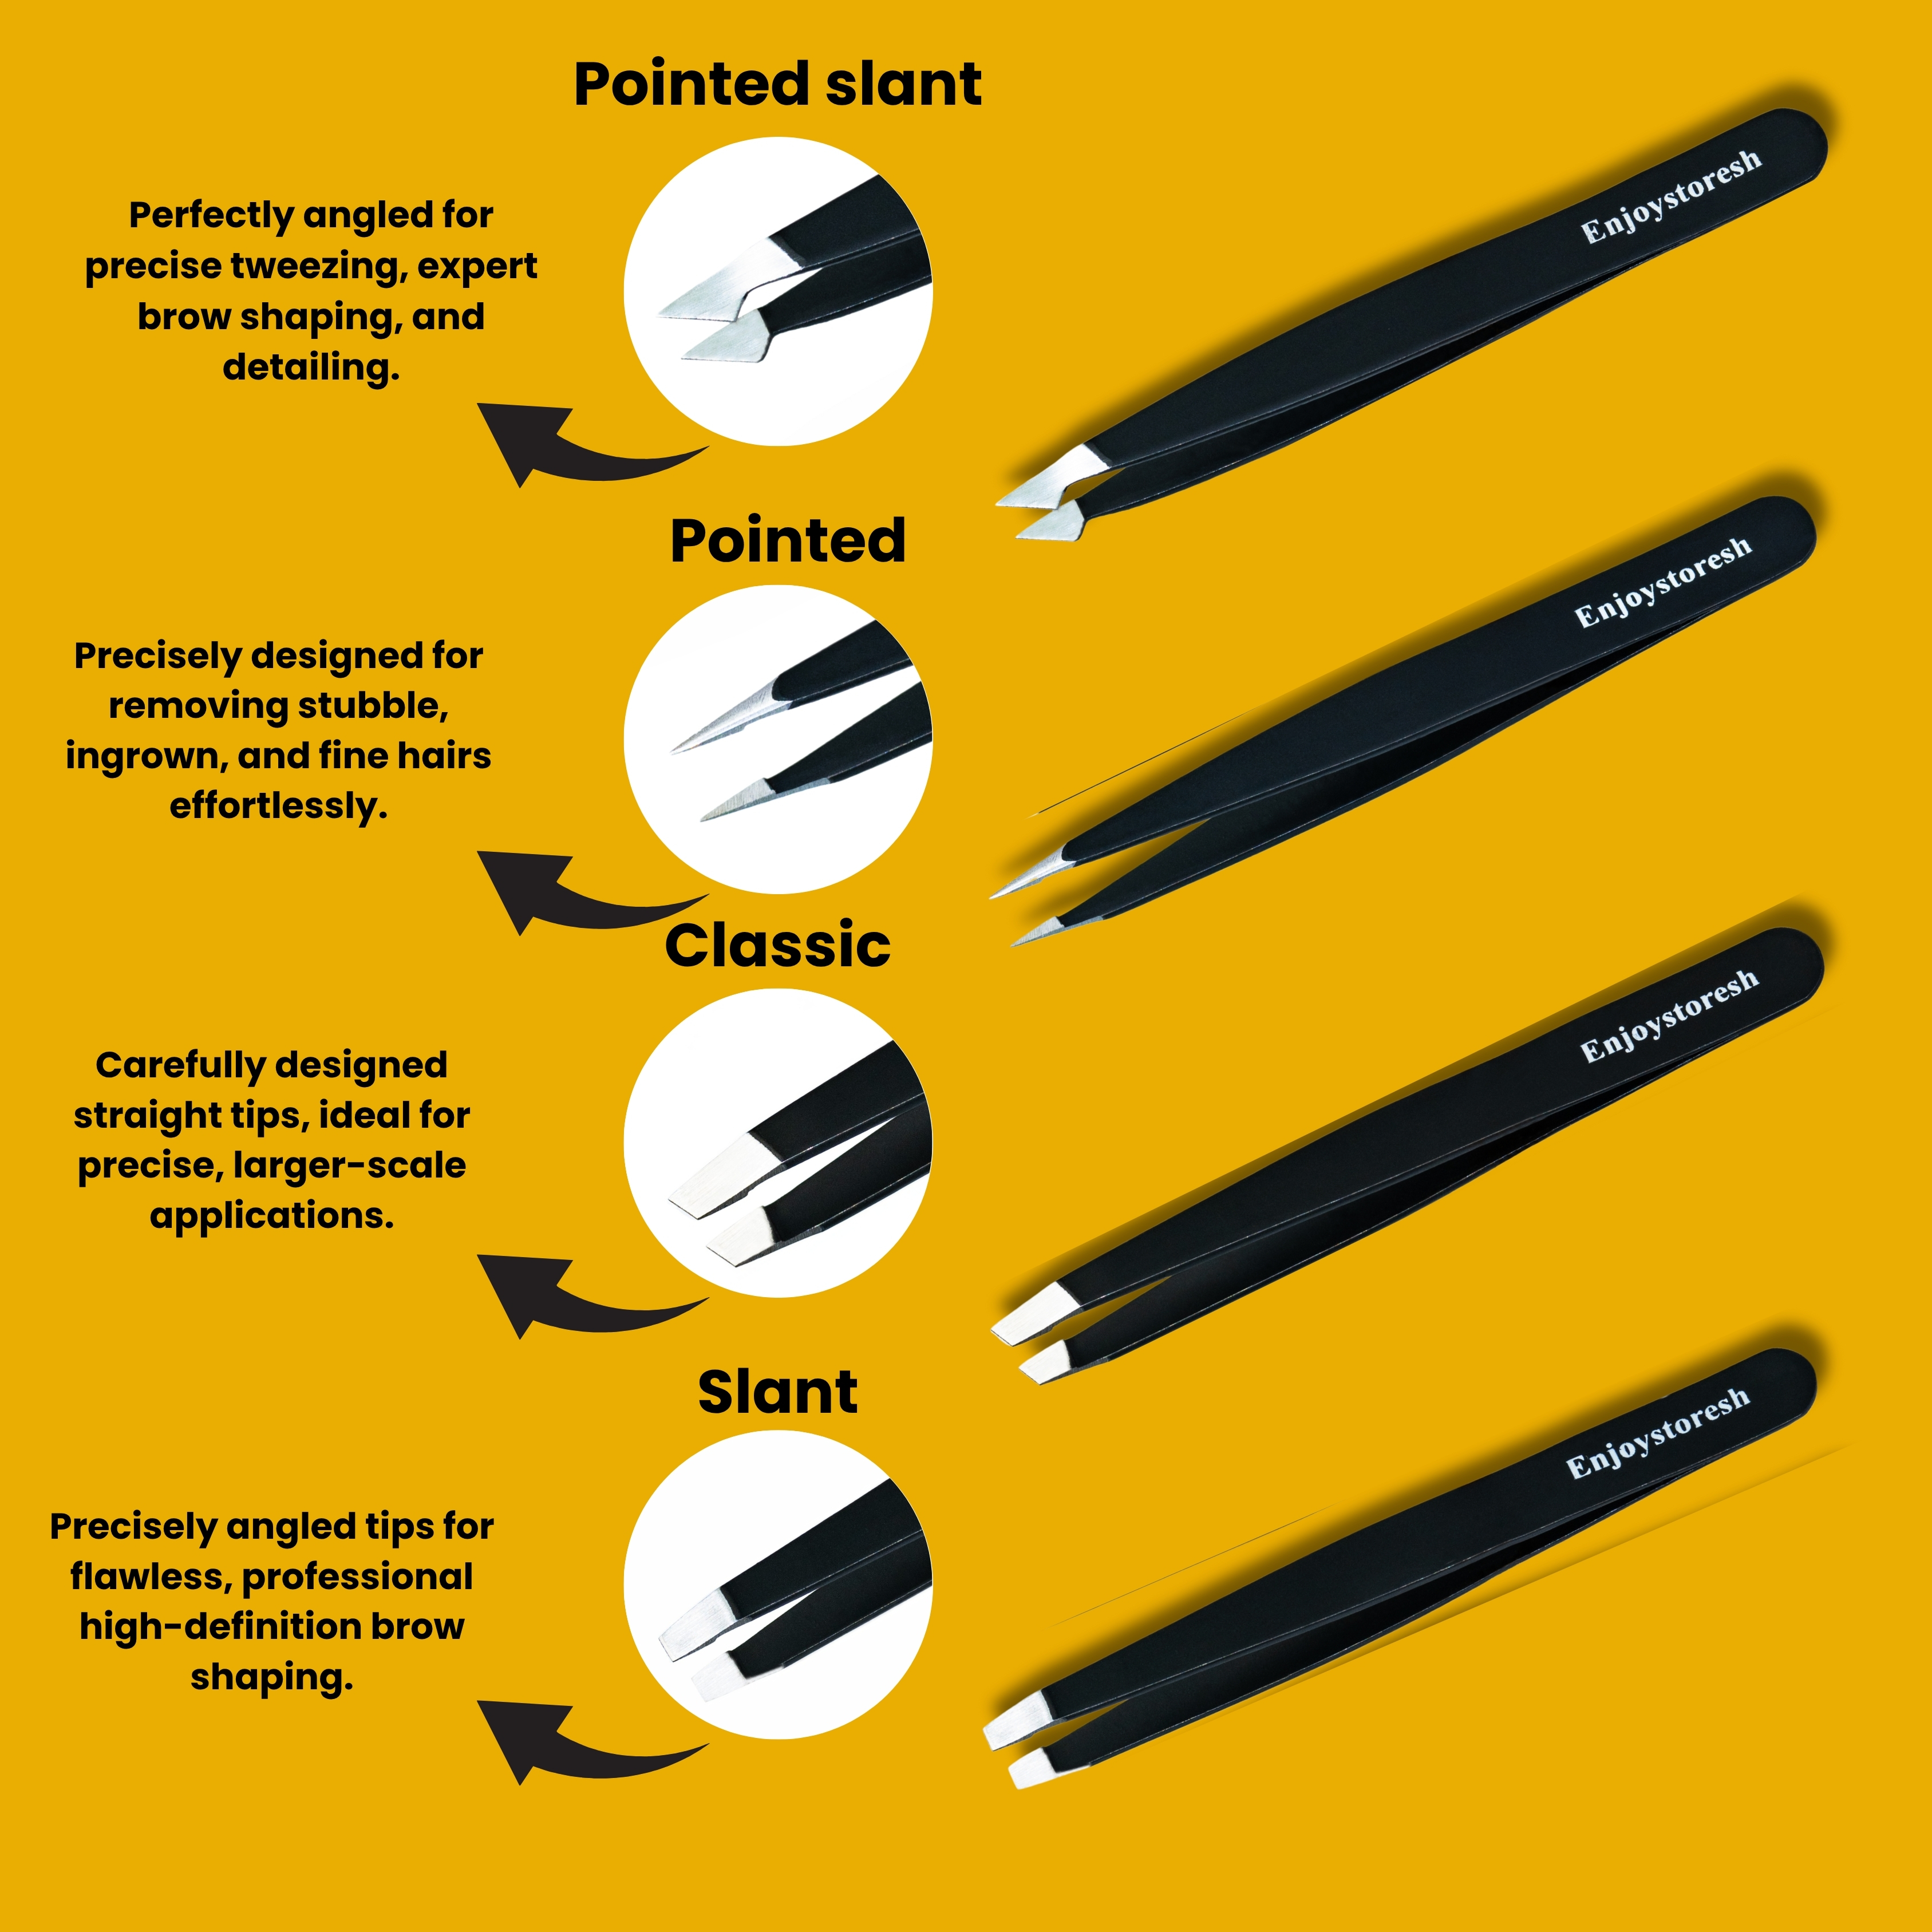 Pointed slant
Perfectly angled for
precise tweezing, expert
brow shaping, and
detailing.
Enjoystoresh
Pointed
Precisely designed for
removing stubble,
ingrown, and fine hairs
effortlessly.
Enjoystoresh
Classic
Carefully designed
straight tips, ideal for
precise, larger-scale
applications.
Enjoystoresh
Slant
Precisely angled tips for
flawless, professional
high-definition brow
shaping.
Enjoystoresh